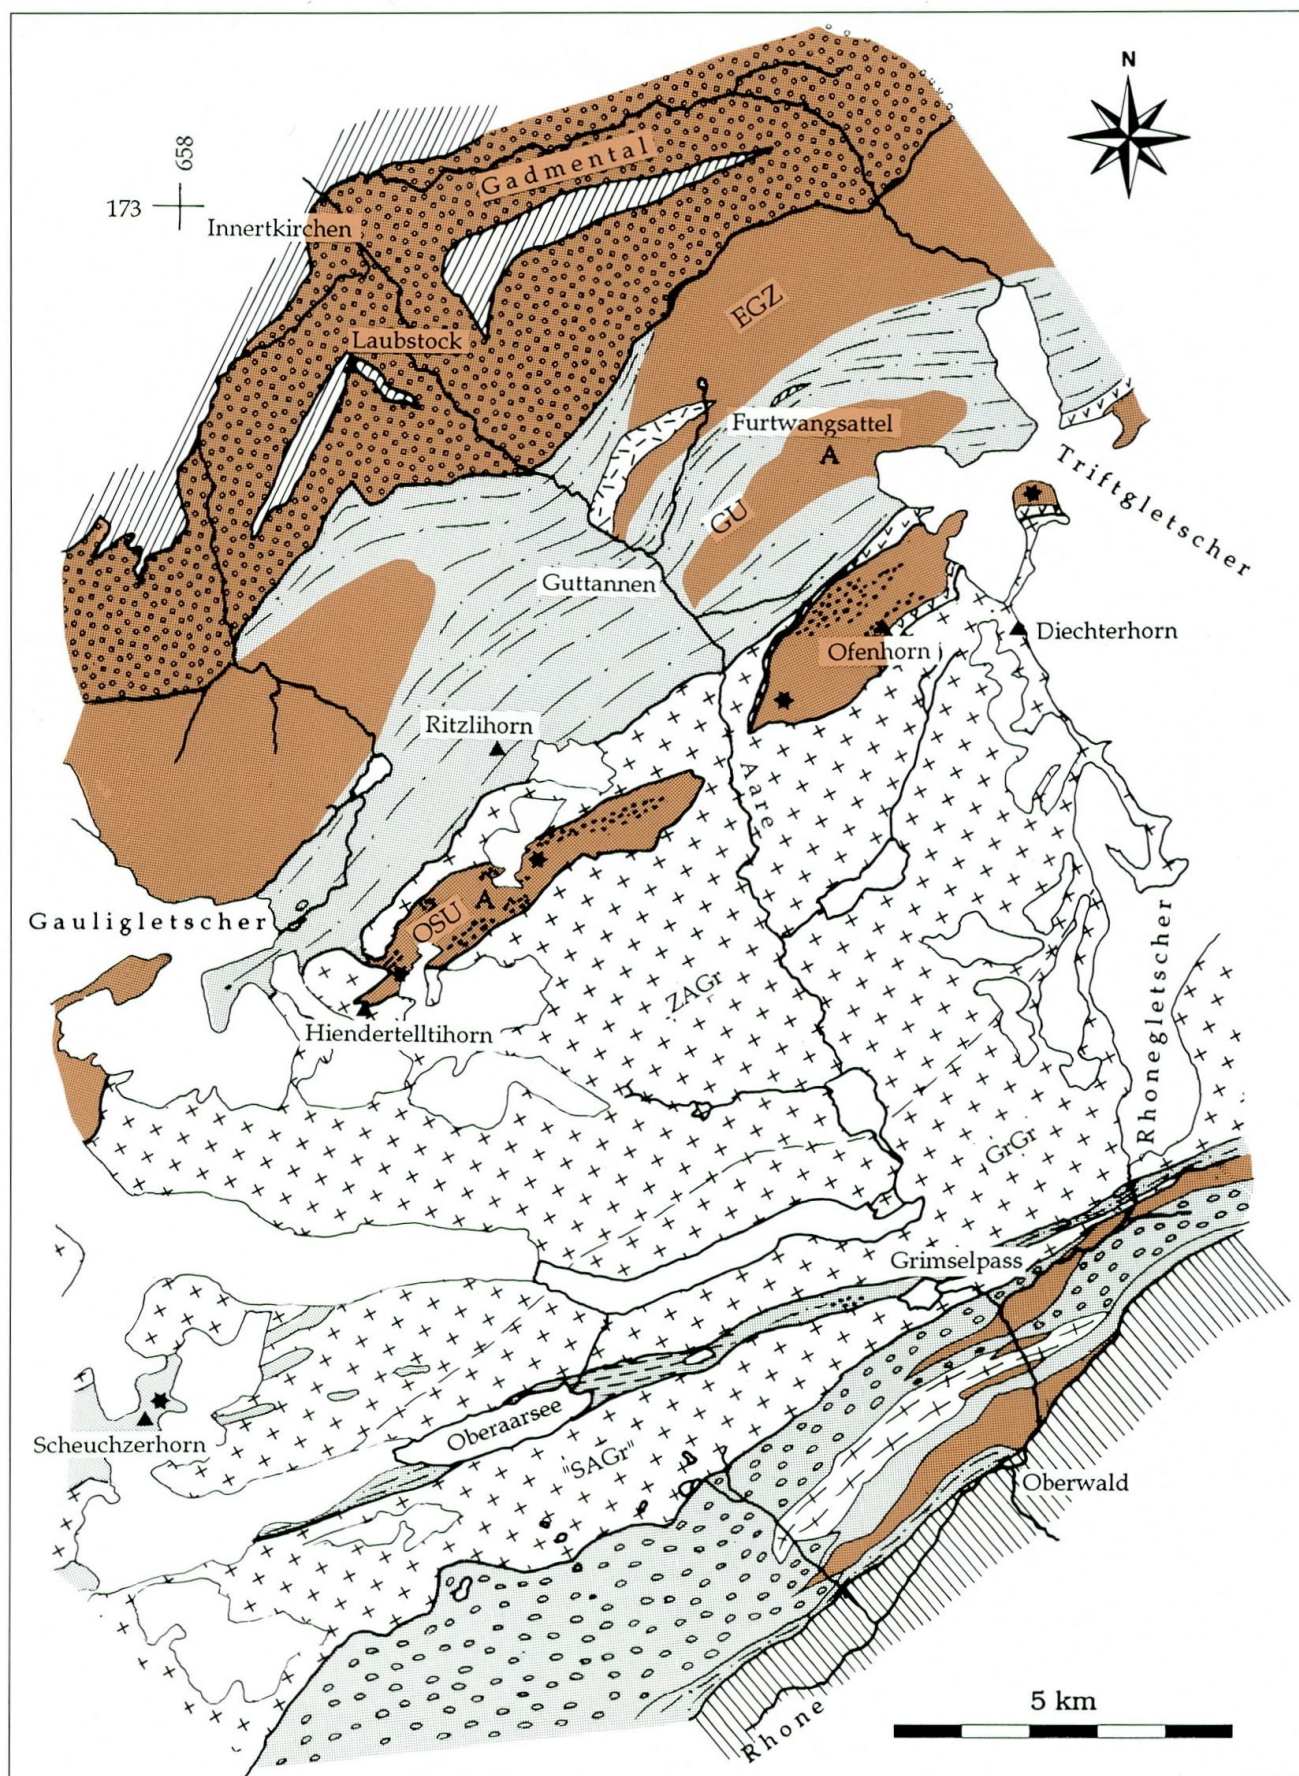 N
658
173
Gadmental
Innertkirchen
EGZ
Laubstock
Furtwangsattel
A
Triftgletscher
GU
Guttannen
Diechterhorn
Ofenhorn
Ritzlihorn
Aare
A
OSU
Gauligletscher
ZAGr
Rhonegletscher
Hiendertelltihorn
GrGr
Grimselpass
Oberaarsee
Scheuchzerhorn
"SAGr"
Oberwald
5 km
Rhone